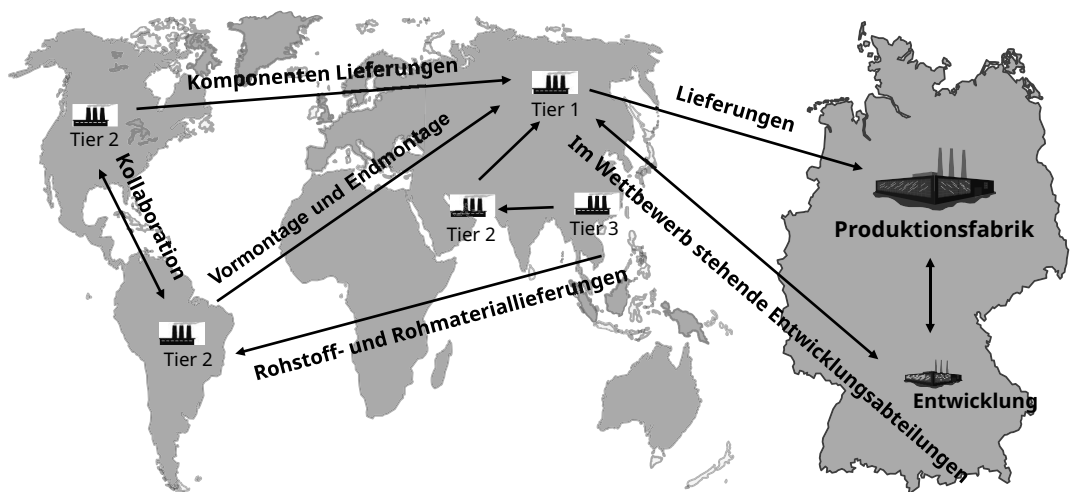 Komponenten Lieferungen
Tier 2
Tier 1
Lieferungen
Kollaboration
Vormontage und Endmontage
Im Wettbewerb stehende Entwicklungsabteilungen
Tier 2
Tier 3
Produktionsfabrik
Rohstoff- und Rohmateriallieferungen
Tier 2
Entwicklung